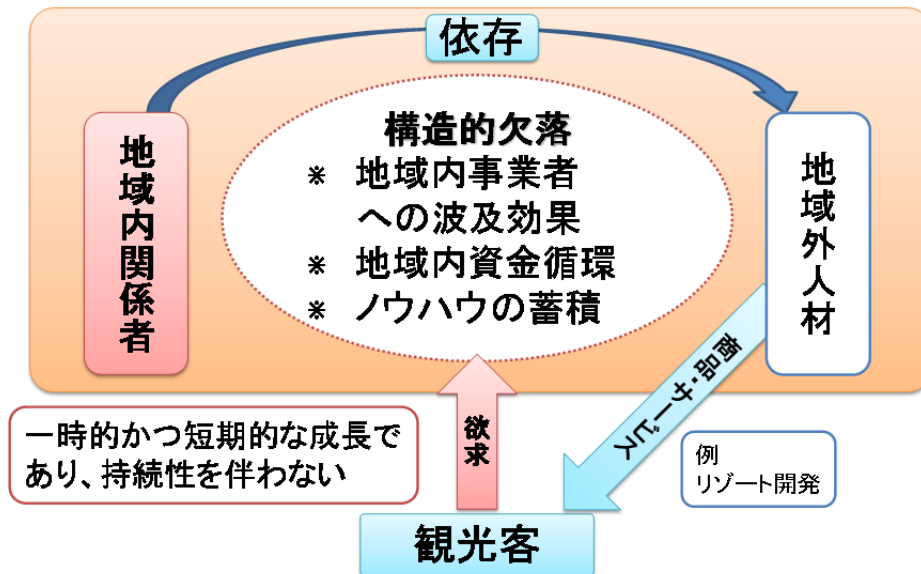 依存
地域内関係者
構造的欠落
※ 地域内事業者
への波及効果
※ 地域内資金循環
※ ノウハウの蓄積
地域外人材
商品・サービス
欲求
一時的かつ短期的な成長で
あり、持続性を伴わない
例
リゾート開発
観光客